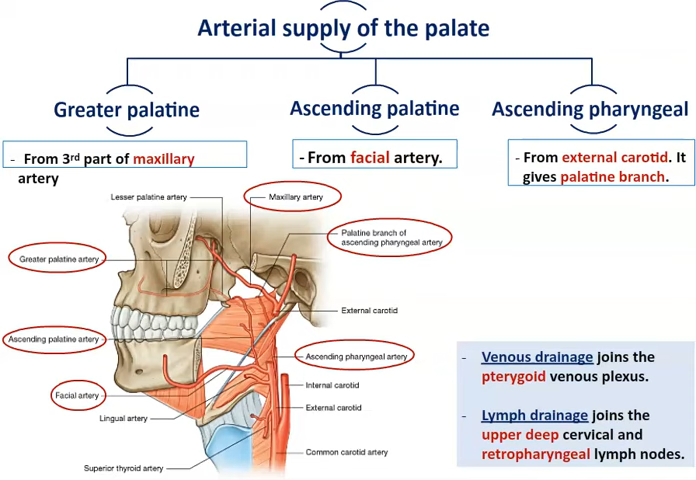 Arterial supply of the palate
Greater palatine
Ascending palatine
Ascending pharyngeal
- From 3rd part of maxillary
artery
- From facial artery.
- From external carotid. It
gives palatine branch.
Lesser palatine artery
Maxillary artery
Palatine branch of
ascending pharyngeal artery
Greater palatine artery
External carotid
Ascending palatine artery
Ascending pharyngeal artery
Facial artery
Internal carotid
External carotid
Lingual artery
Common carotid artery
Superior thyroid artery
- Venous drainage joins the
pterygoid venous plexus.
- Lymph drainage joins the
upper deep cervical and
retropharyngeal lymph nodes.